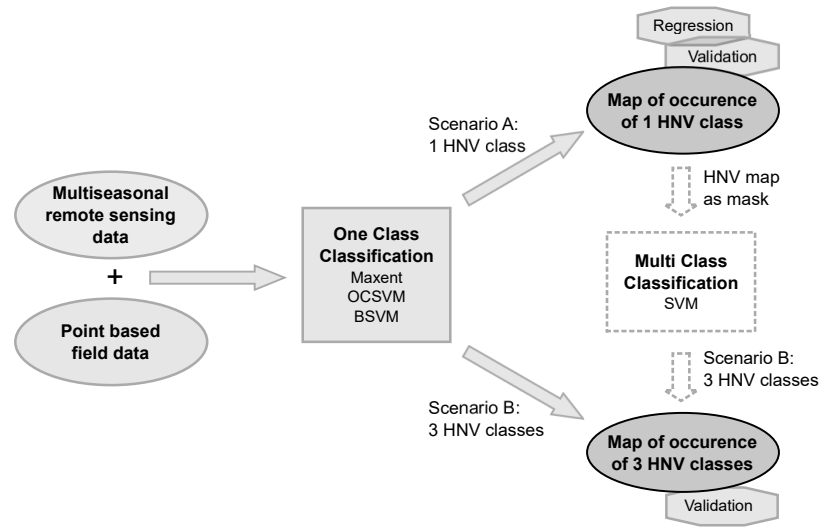 Regression
Validation
Map of occurence
of 1 HNV class
Scenario A:
1 HNV class
HNV map
as mask
Multiseasonal
remote sensing
data
+
Point based
field data
One Class
Classification
Maxent
OCSVM
BSVM
Multi Class
Classification
SVM
Scenario B:
3 HNV classes
Scenario B:
3 HNV classes
Map of occurence
of 3 HNV classes
Validation